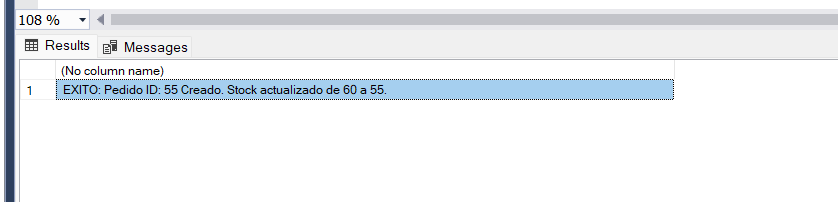 108 %
Results Messages
(No column name)
1 EXITO: Pedido ID: 55 Creado. Stock actualizado de 60 a 55.